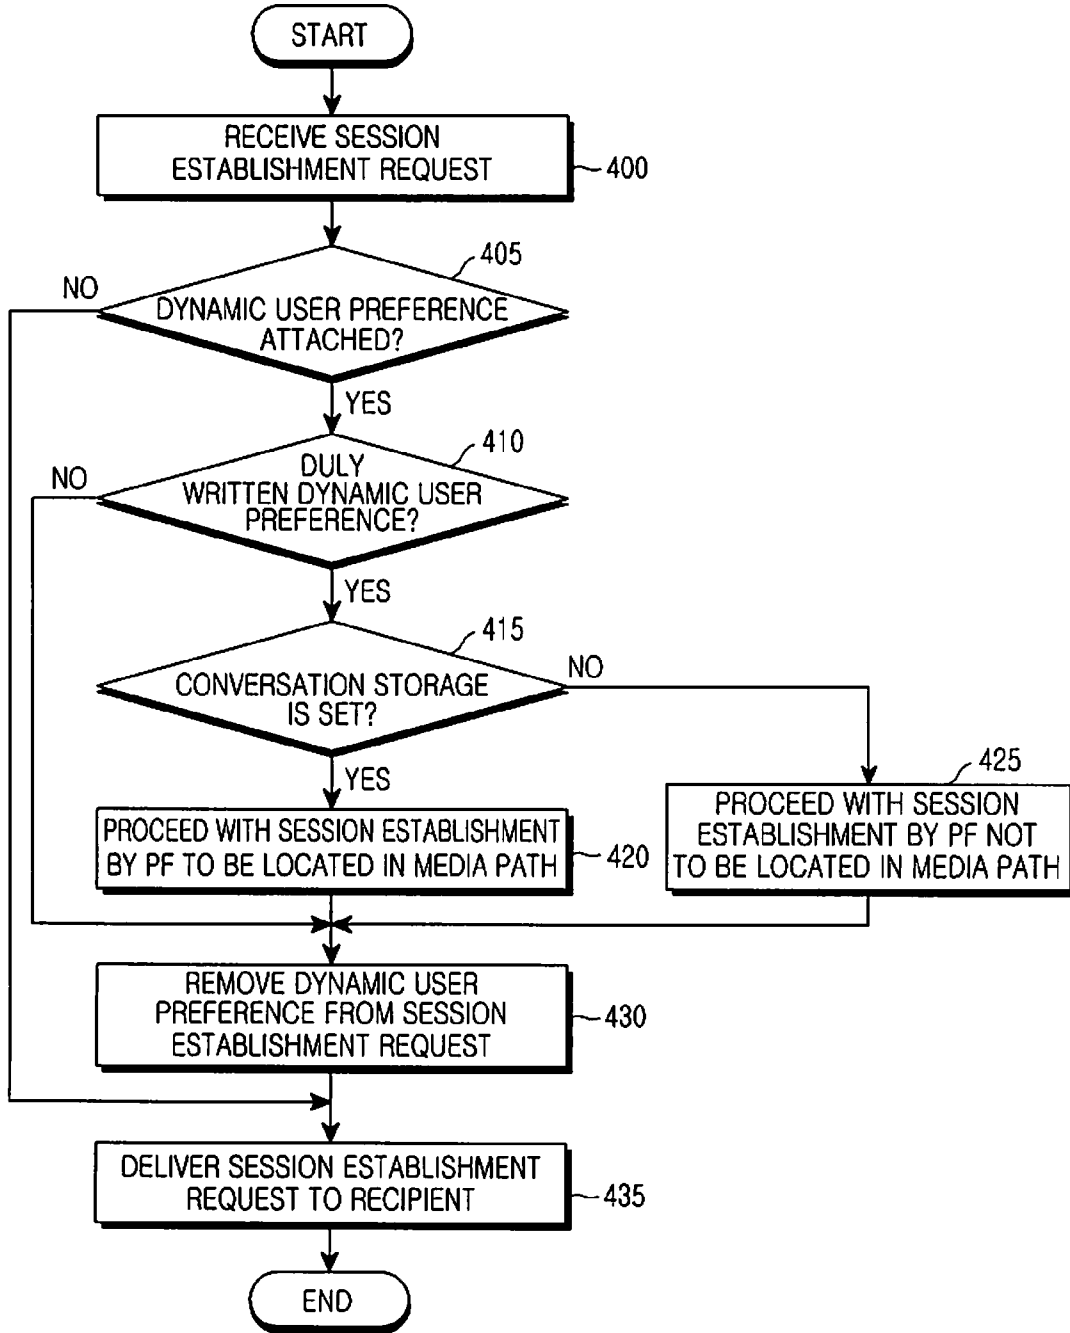 START
RECEIVE SESSION
ESTABLISHMENT REQUEST
400
405
NO
DYNAMIC USER PREFERENCE
ATTACHED?
YES
410
NO
DULY
WRITTEN DYNAMIC USER
PREFERENCE?
YES
415
NO
CONVERSATION STORAGE
IS SET?
YES
425
PROCEED WITH SESSION ESTABLISHMENT
BY PF TO BE LOCATED IN MEDIA PATH
420
PROCEED WITH SESSION
ESTABLISHMENT BY PF NOT
TO BE LOCATED IN MEDIA PATH
REMOVE DYNAMIC USER
PREFERENCE FROM SESSION
ESTABLISHMENT REQUEST
430
DELIVER SESSION ESTABLISHMENT
REQUEST TO RECIPIENT
435
END